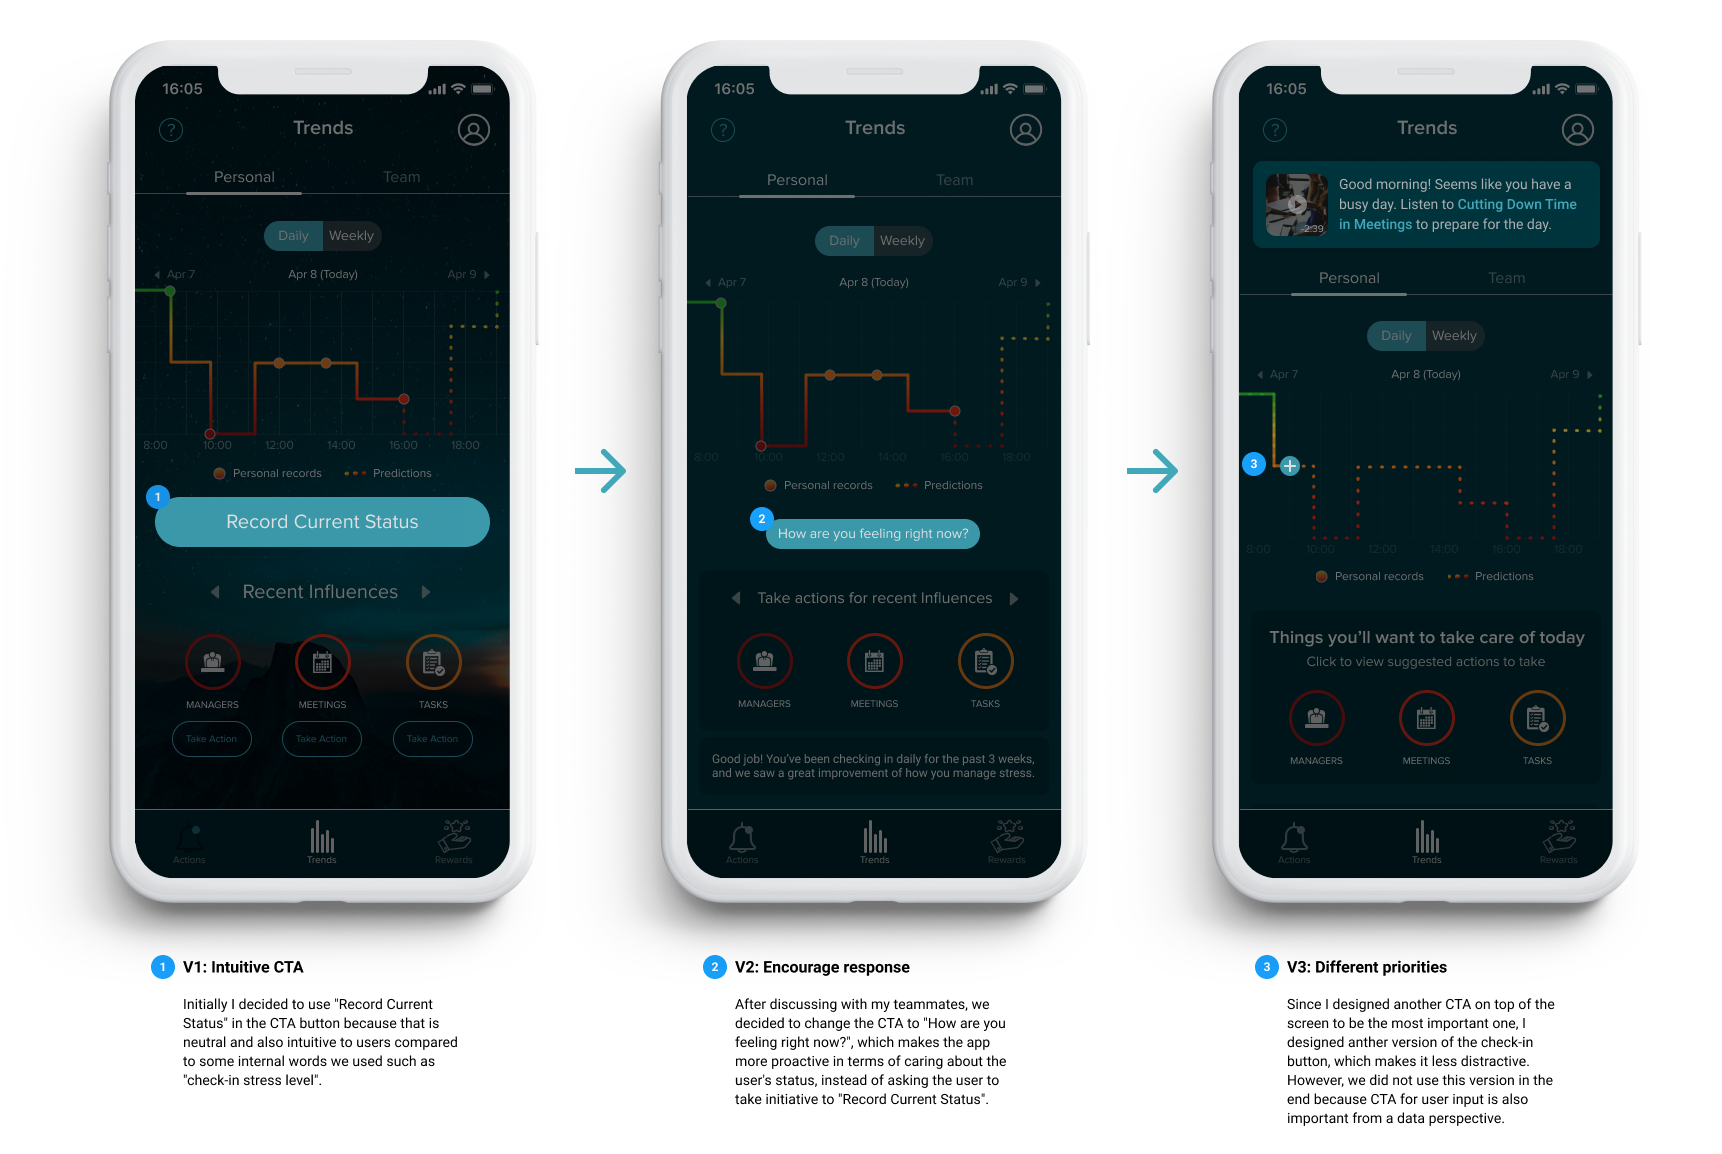 16:05
Trends
Personal
Team
Daily
Weekly
Apr 7
Apr 8 (Today)
Apr 9
8:00
10:00
12:00
14:00
16:00
18:00
Personal records
Predictions
1
Record Current Status
Recent Influences
MANAGERS
MEETINGS
TASKS
Take Action
Take Action
Take Action
Actions
Trends
Rewards
1 V1: Intuitive CTA
Initially I decided to use "Record Current
Status" in the CTA button because that is
neutral and also intuitive to users compared
to some internal words we used such as
"check-in stress level".
16:05
?
Trends
Personal
Team
Daily
Weekly
Apr 7
Apr 8 (Today)
Apr 9
8:00
10:00
12:00
14:00
16:00
18:00
Personal records
Predictions
2
How are you feeling right now?
Take actions for recent Influences
MANAGERS
MEETINGS
TASKS
Good job! You've been checking in daily for the past 3 weeks,
and we saw a great improvement of how you manage stress.
Actions
Trends
Rewards
2 V2: Encourage response
After discussing with my teammates, we
decided to change the CTA to "How are you
feeling right now?", which makes the app
more proactive in terms of caring about the
user's status, instead of asking the user to
take initiative to "Record Current Status".
16:05
?
Trends
-2:39
Good morning! Seems like you have a
busy day. Listen to Cutting Down Time
in Meetings to prepare for the day.
Personal
Team
Daily
Weekly
Apr 7
Apr 8 (Today)
Apr 9
3
8:00
10:00
12:00
14:00
16:00
18:00
Personal records
Predictions
Things you'll want to take care of today
Click to view suggested actions to take
MANAGERS
MEETINGS
TASKS
Actions
Trends
Rewards
3 V3: Different priorities
Since I designed another CTA on top of the
screen to be the most important one, I
designed anther version of the check-in
button, which makes it less distractive.
However, we did not use this version in the
end because CTA for user input is also
important from a data perspective.